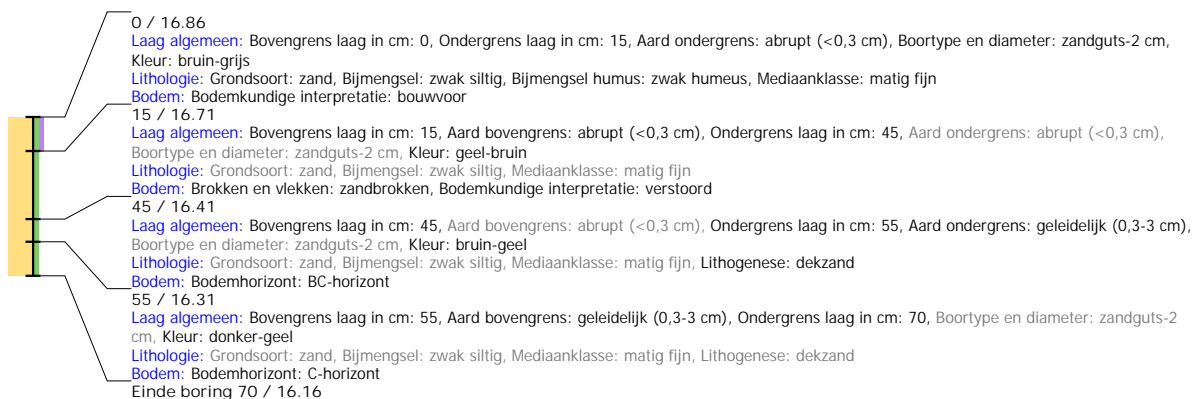 0 / 16.86
Laag algemeen: Bovengrens laag in cm: 0, Ondergrens laag in cm: 15, Aard ondergrens: abrupt (<0,3 cm), Boortype en diameter: zandguts-2 cm,
Kleur: bruin-grijs
Lithologie: Grondsoort: zand, Bijmengsel: zwak siltig, Bijmengsel humus: zwak humeus, Mediaanklasse: matig fijn
Bodem: Bodemkundige interpretatie: bouwvoor
15 / 16.71
Laag algemeen: Bovengrens laag in cm: 15, Aard bovengrens: abrupt (<0,3 cm), Ondergrens laag in cm: 45, Aard ondergrens: abrupt (<0,3 cm),
Boortype en diameter: zandguts-2 cm, Kleur: geel-bruin
Lithologie: Grondsoort: zand, Bijmengsel: zwak siltig, Mediaanklasse: matig fijn
Bodem: Brokken en vlekken: zandbrokken, Bodemkundige interpretatie: verstoord
45 / 16.41
Laag algemeen: Bovengrens laag in cm: 45, Aard bovengrens: abrupt (<0,3 cm), Ondergrens laag in cm: 55, Aard ondergrens: geleidelijk (0,3-3 cm),
Boortype en diameter: zandguts-2 cm, Kleur: bruin-geel
Lithologie: Grondsoort: zand, Bijmengsel: zwak siltig, Mediaanklasse: matig fijn, Lithogenese: dekzand
Bodem: Bodemhorizont: BC-horizont
55 / 16.31
Laag algemeen: Bovengrens laag in cm: 55, Aard bovengrens: geleidelijk (0,3-3 cm), Ondergrens laag in cm: 70, Boortype en diameter: zandguts-2
cm, Kleur: donker-geel
Lithologie: Grondsoort: zand, Bijmengsel: zwak siltig, Mediaanklasse: matig fijn, Lithogenese: dekzand
Bodem: Bodemhorizont: C-horizont
Einde boring 70 / 16.16